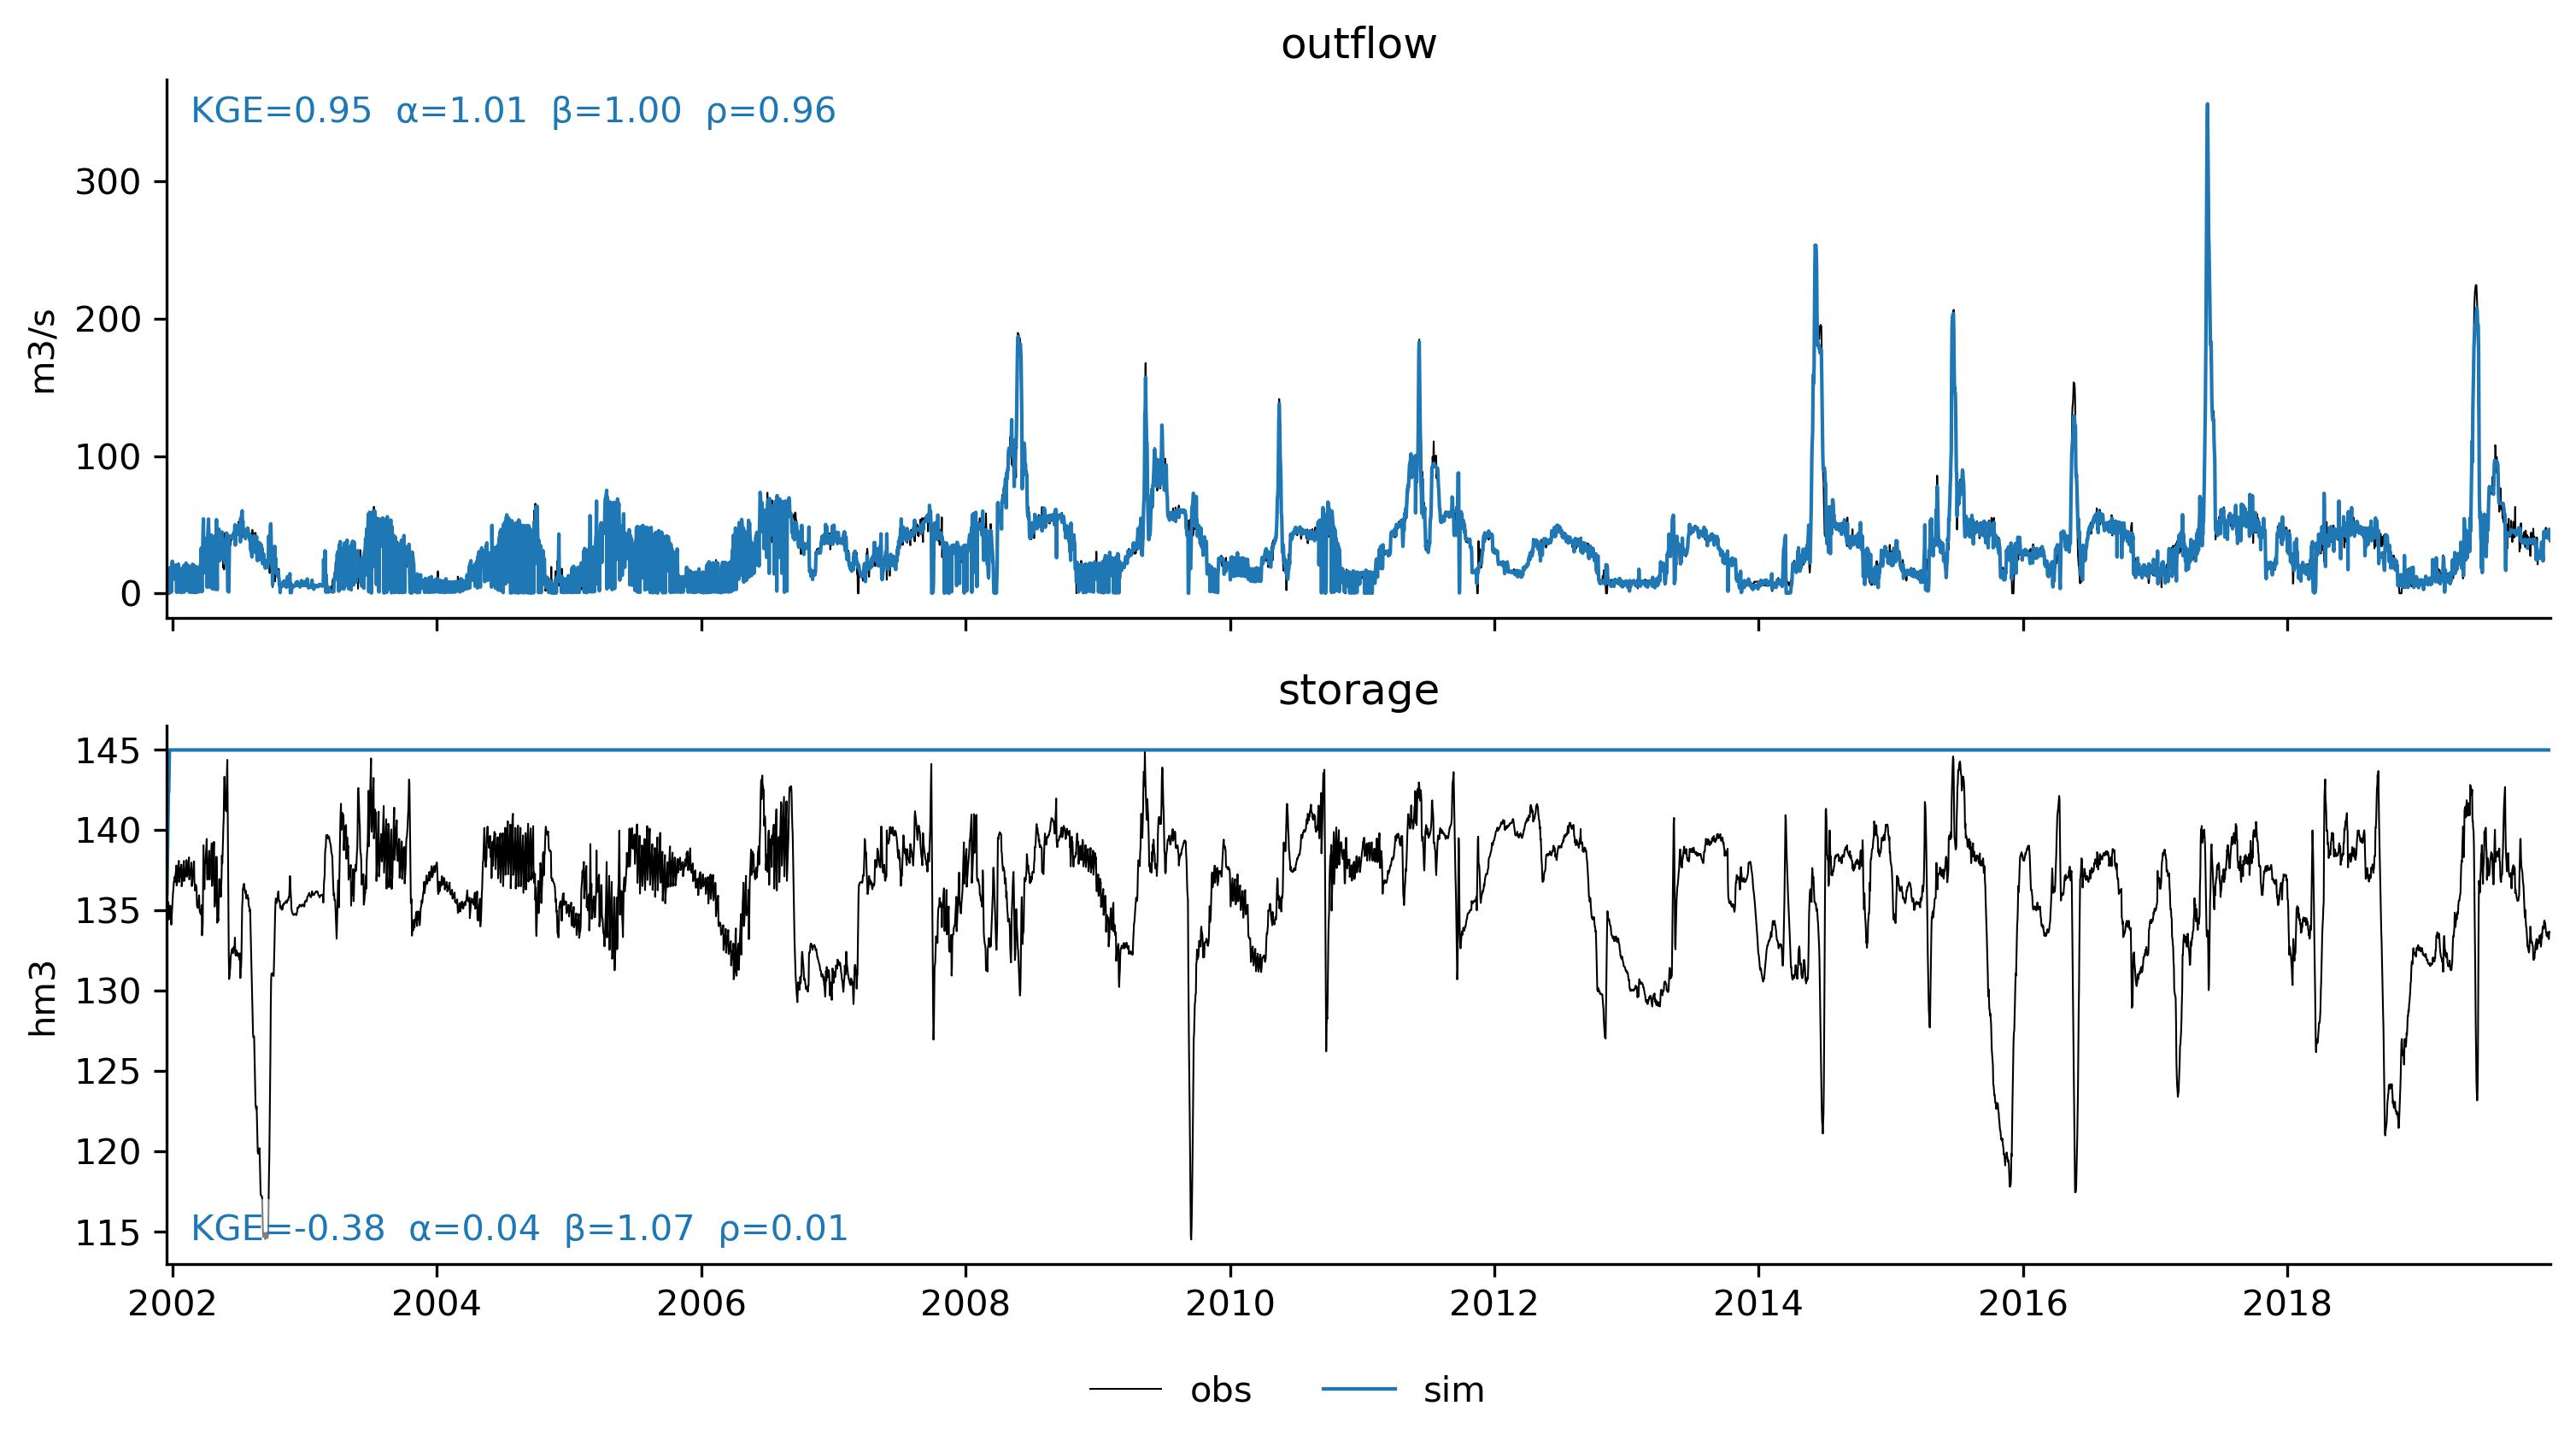 outflow
KGE=0.95 α=1.01 β=1.00 ρ=0.96
m3/s
300
200
100
0
storage
hm3
145
140
135
130
125
120
115
KGE=-0.38 α=0.04 β=1.07 ρ=0.01
2002 2004 2006 2008 2010 2012 2014 2016 2018
obs sim